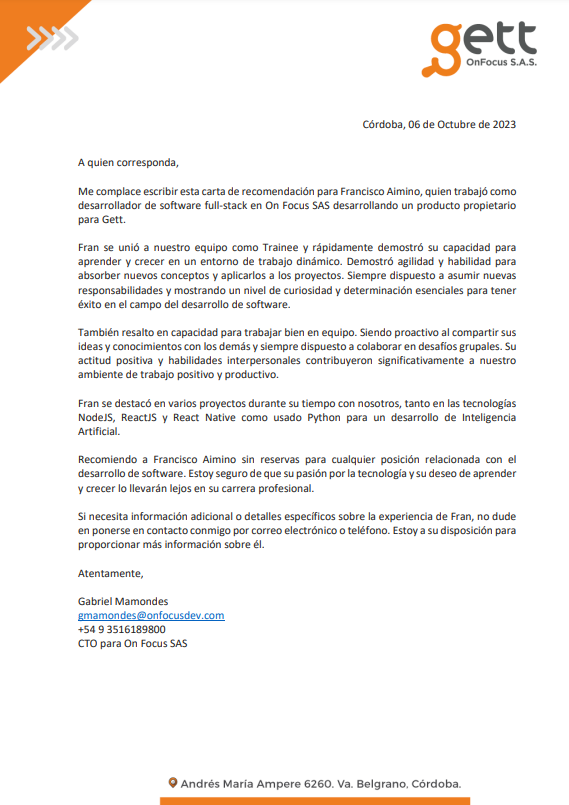 gett
OnFocus S.A.S.
Córdoba, 06 de Octubre de 2023
A quien corresponda,
Me complace escribir esta carta de recomendación para Francisco Aimino, quien trabajó como
desarrollador de software full-stack en On Focus SAS desarrollando un producto propietario
para Gett.
Fran se unió a nuestro equipo como Trainee y rápidamente demostró su capacidad para
aprender y crecer en un entorno de trabajo dinámico. Demostró agilidad y habilidad para
absorber nuevos conceptos y aplicarlos a los proyectos. Siempre dispuesto a asumir nuevas
responsabilidades y mostrando un nivel de curiosidad y determinación esenciales para tener
éxito en el campo del desarrollo de software.
También resalto en capacidad para trabajar bien en equipo. Siendo proactivo al compartir sus
ideas y conocimientos con los demás y siempre dispuesto a colaborar en desafíos grupales. Su
actitud positiva y habilidades interpersonales contribuyeron significativamente a nuestro
ambiente de trabajo positivo y productivo.
Fran se destacó en varios proyectos durante su tiempo con nosotros, tanto en las tecnologías
NodeJS, ReactJS y React Native como usado Python para un desarrollo de Inteligencia
Artificial.
Recomiendo a Francisco Aimino sin reservas para cualquier posición relacionada con el
desarrollo de software. Estoy seguro de que su pasión por la tecnología y su deseo de aprender
y crecer lo llevarán lejos en su carrera profesional.
Si necesita información adicional o detalles específicos sobre la experiencia de Fran, no dude
en ponerse en contacto conmigo por correo electrónico o teléfono. Estoy a su disposición para
proporcionar más información sobre él.
Atentamente,
Gabriel Mamondes
gmamondes@onfocusdev.com
+54 9 3516189800
CTO para On Focus SAS
Andrés María Ampere 6260. Va. Belgrano, Córdoba.